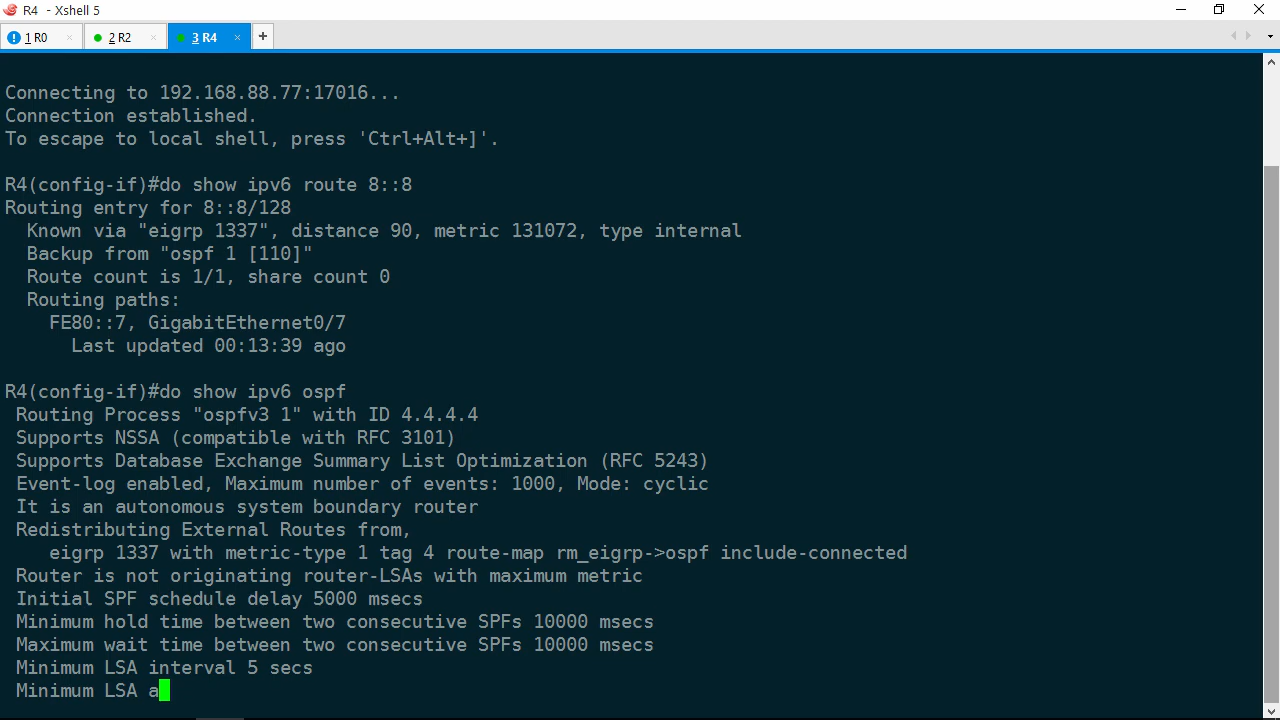 R4 - Xshell 5
1 R0
2 R2
3 R4
Connecting to 192.168.88.77:17016...
Connection established.
To escape to local shell, press 'Ctrl+Alt+]'.
R4(config-if)#do show ipv6 route 8::8
Routing entry for 8::8/128
Known via "eigrp 1337", distance 90, metric 131072, type internal
Backup from "ospf 1 [110]"
Route count is 1/1, share count 0
Routing paths:
FE80::7, GigabitEthernet0/7
Last updated 00:13:39 ago
R4(config-if)#do show ipv6 ospf
Routing Process "ospfv3 1" with ID 4.4.4.4
Supports NSSA (compatible with RFC 3101)
Supports Database Exchange Summary List Optimization (RFC 5243)
Event-log enabled, Maximum number of events: 1000, Mode: cyclic
It is an autonomous system boundary router
Redistributing External Routes from,
eigrp 1337 with metric-type 1 tag 4 route-map rm_eigrp->ospf include-connected
Router is not originating router-LSAs with maximum metric
Initial SPF schedule delay 5000 msecs
Minimum hold time between two consecutive SPFs 10000 msecs
Maximum wait time between two consecutive SPFs 10000 msecs
Minimum LSA interval 5 secs
Minimum LSA a